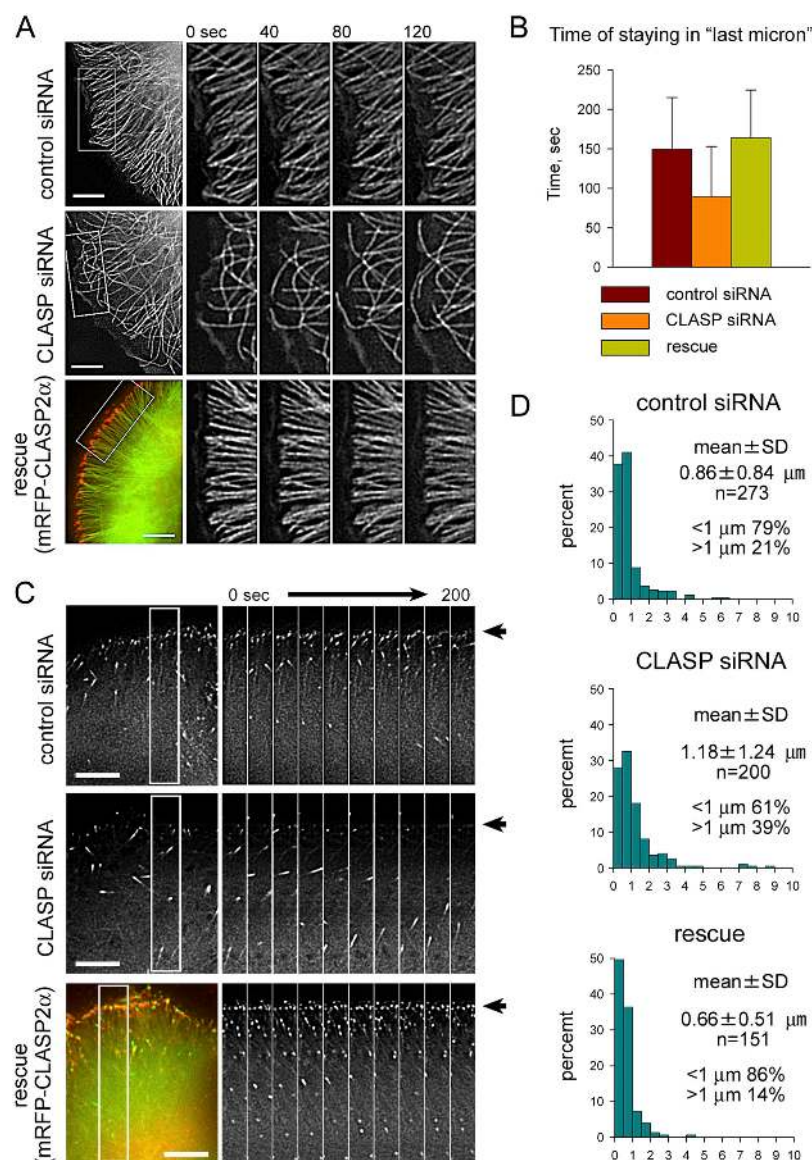 A
0 sec 40 80 120
control siRNA
CLASP siRNA
rescue
(mRFP-CLASP2α)
B
Time of staying in "last micron"
Time, sec
250
200
150
100
50
0
control siRNA
CLASP siRNA
rescue
C
0 sec 200
control siRNA
CLASP siRNA
rescue
(mRFP-CLASP2α)
D
control siRNA
percent
50
40
30
20
10
0
0 1 2 3 4 5 6 7 8 9 10
mean±SD
0.86±0.84 μm
n=273
<1 μm 79%
>1 μm 21%
CLASP siRNA
percemt
50
40
30
20
10
0
0 1 2 3 4 5 6 7 8 9 10
mean±SD
1.18±1.24 μm
n=200
<1 μm 61%
>1 μm 39%
rescue
percemt
50
40
30
20
10
0
0 1 2 3 4 5 6 7 8 9 10
mean±SD
0.66±0.51 μm
n=151
<1 μm 86%
>1 μm 14%